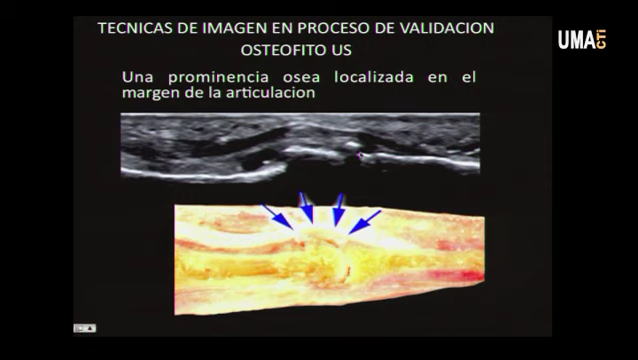 TECNICAS DE IMAGEN EN PROCESO DE VALIDACION
OSTEOFITO US
Una prominencia osea localizada en el
margen de la articulacion
UMA CTI